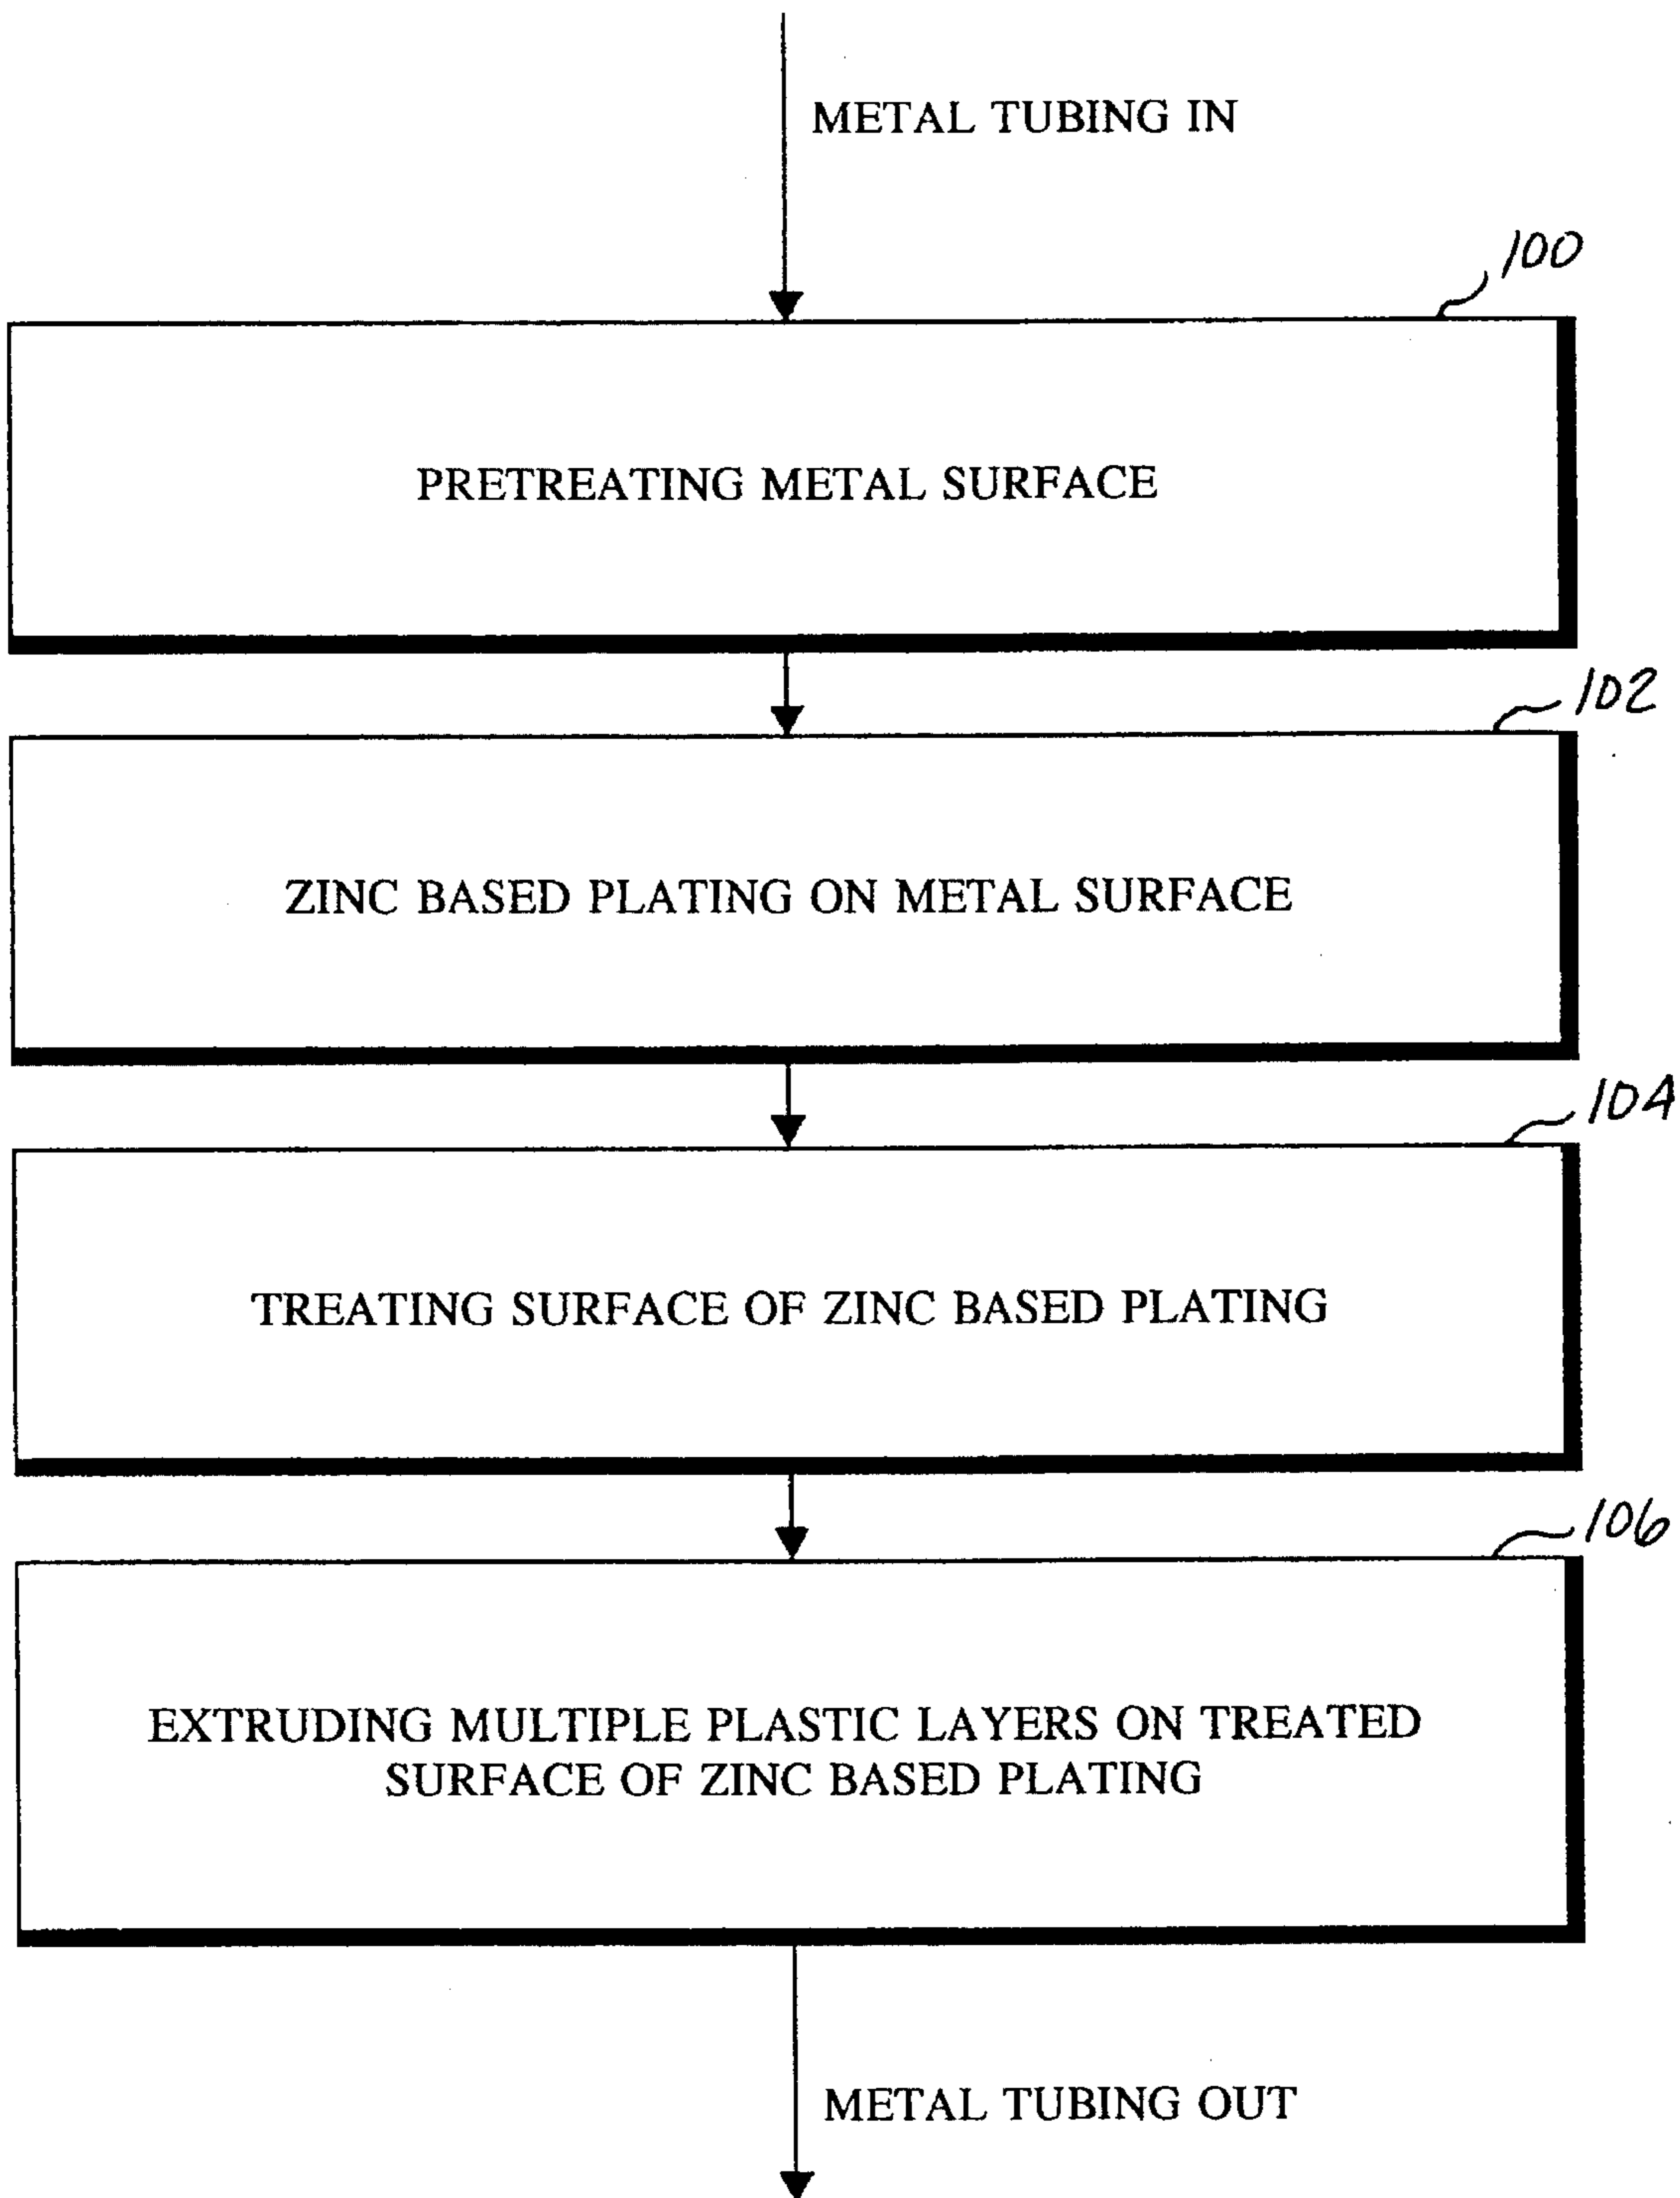 METAL TUBING IN
100
PRETREATING METAL SURFACE
102
ZINC BASED PLATING ON METAL SURFACE
104
TREATING SURFACE OF ZINC BASED PLATING
106
EXTRUDING MULTIPLE PLASTIC LAYERS ON TREATED
SURFACE OF ZINC BASED PLATING
METAL TUBING OUT